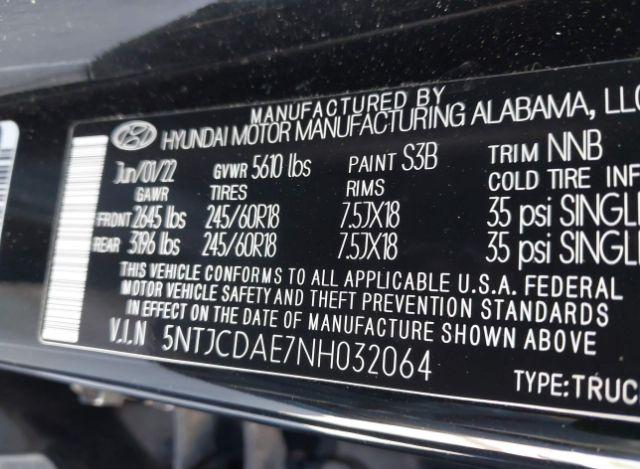 MANUFACTURED BY
HYUNDAI MOTOR MANUFACTURING ALABAMA, LLC
Jun/01/22 GVWR 5610 lbs PAINT S3B TRIM NNB
GAWR TIRES RIMS COLD TIRE INF
FRONT 2645 lbs 245/60R18 7.5JX18 35 psi SINGL
REAR 3196 lbs 245/60R18 7.5JX18 35 psi SINGL
THIS VEHICLE CONFORMS TO ALL APPLICABLE U.S.A. FEDERAL
MOTOR VEHICLE SAFETY AND THEFT PREVENTION STANDARDS
IN EFFECT ON THE DATE OF MANUFACTURE SHOWN ABOVE
V.I.N 5NTJCDAE7NH032064
TYPE:TRUC